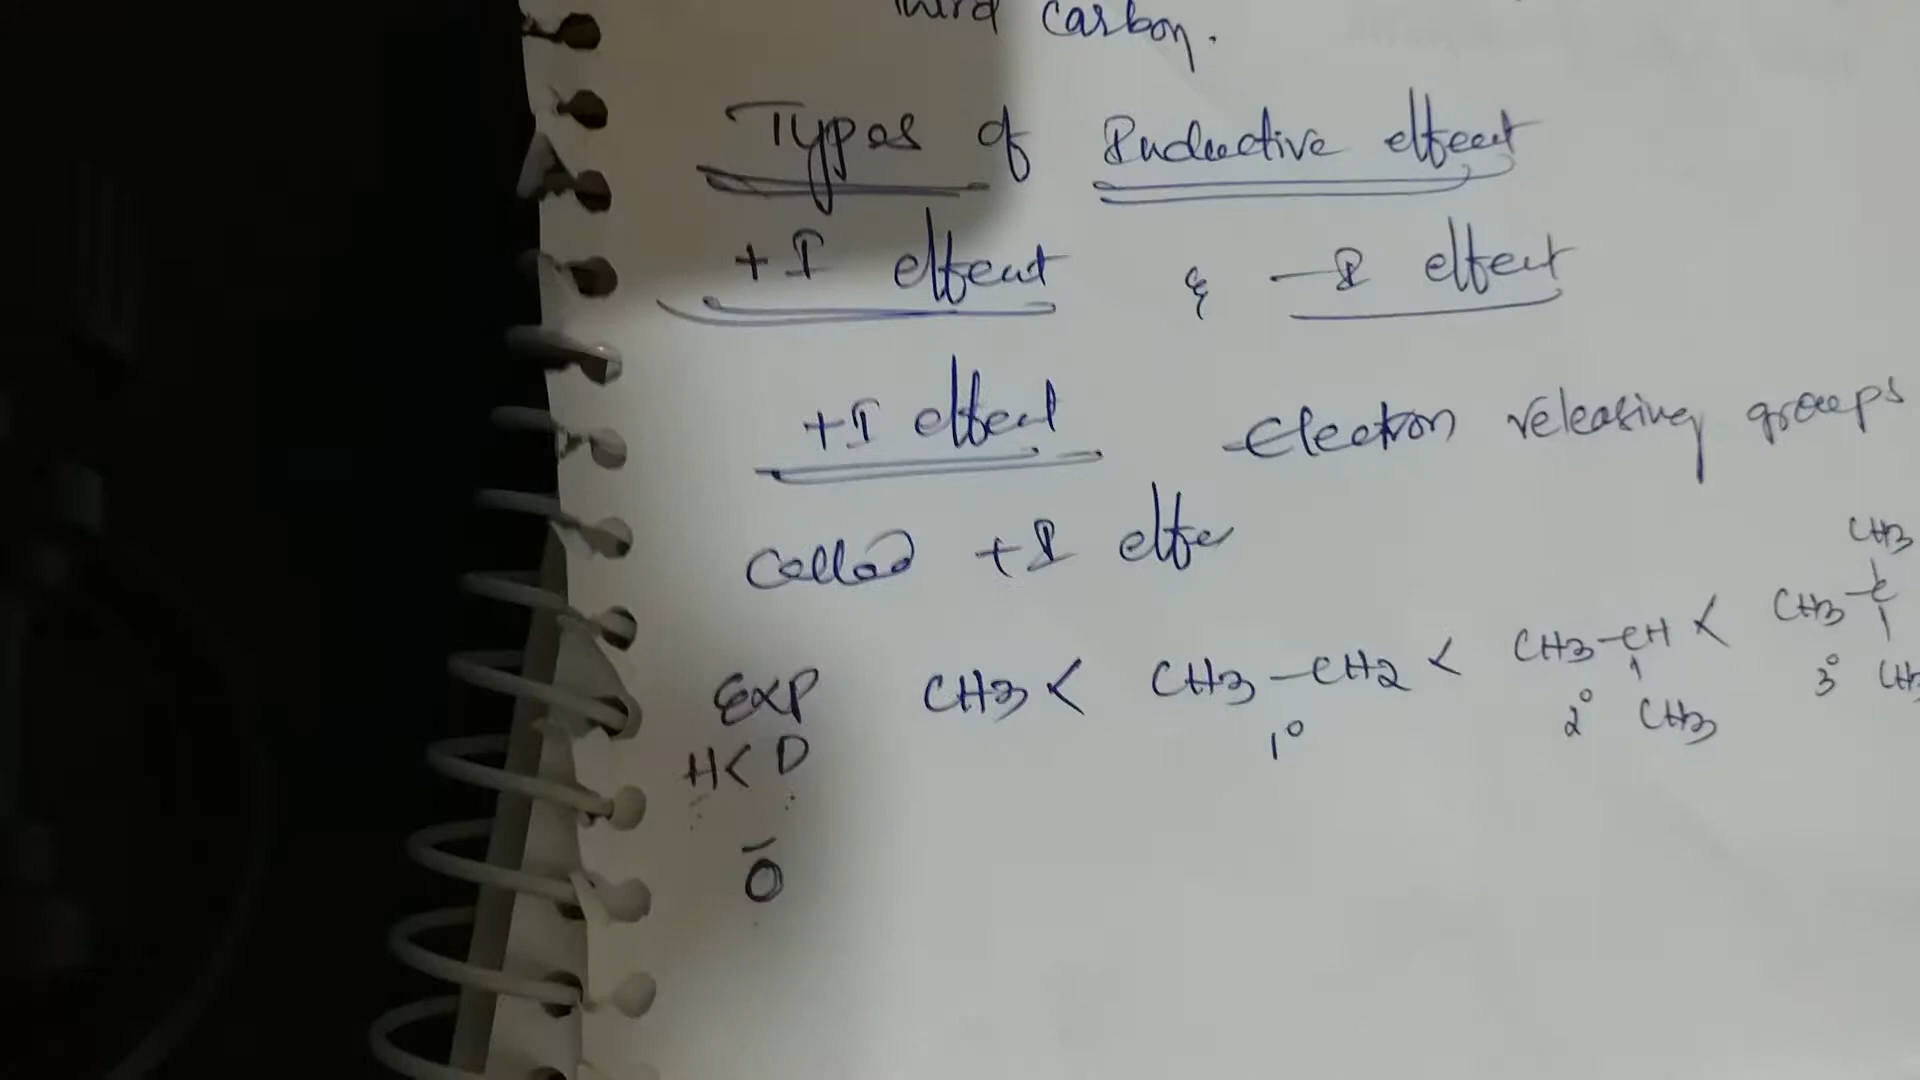 Third Carbon.
Types of Inductive effect
+I effect & -I effect
+I effect Electron releasing groups
Called +I effe
CH3
Exp CH3 < CH3-CH2 < CH3-CH < CH3-C
1° 2° CH3 3° CH3
H < D
Ō